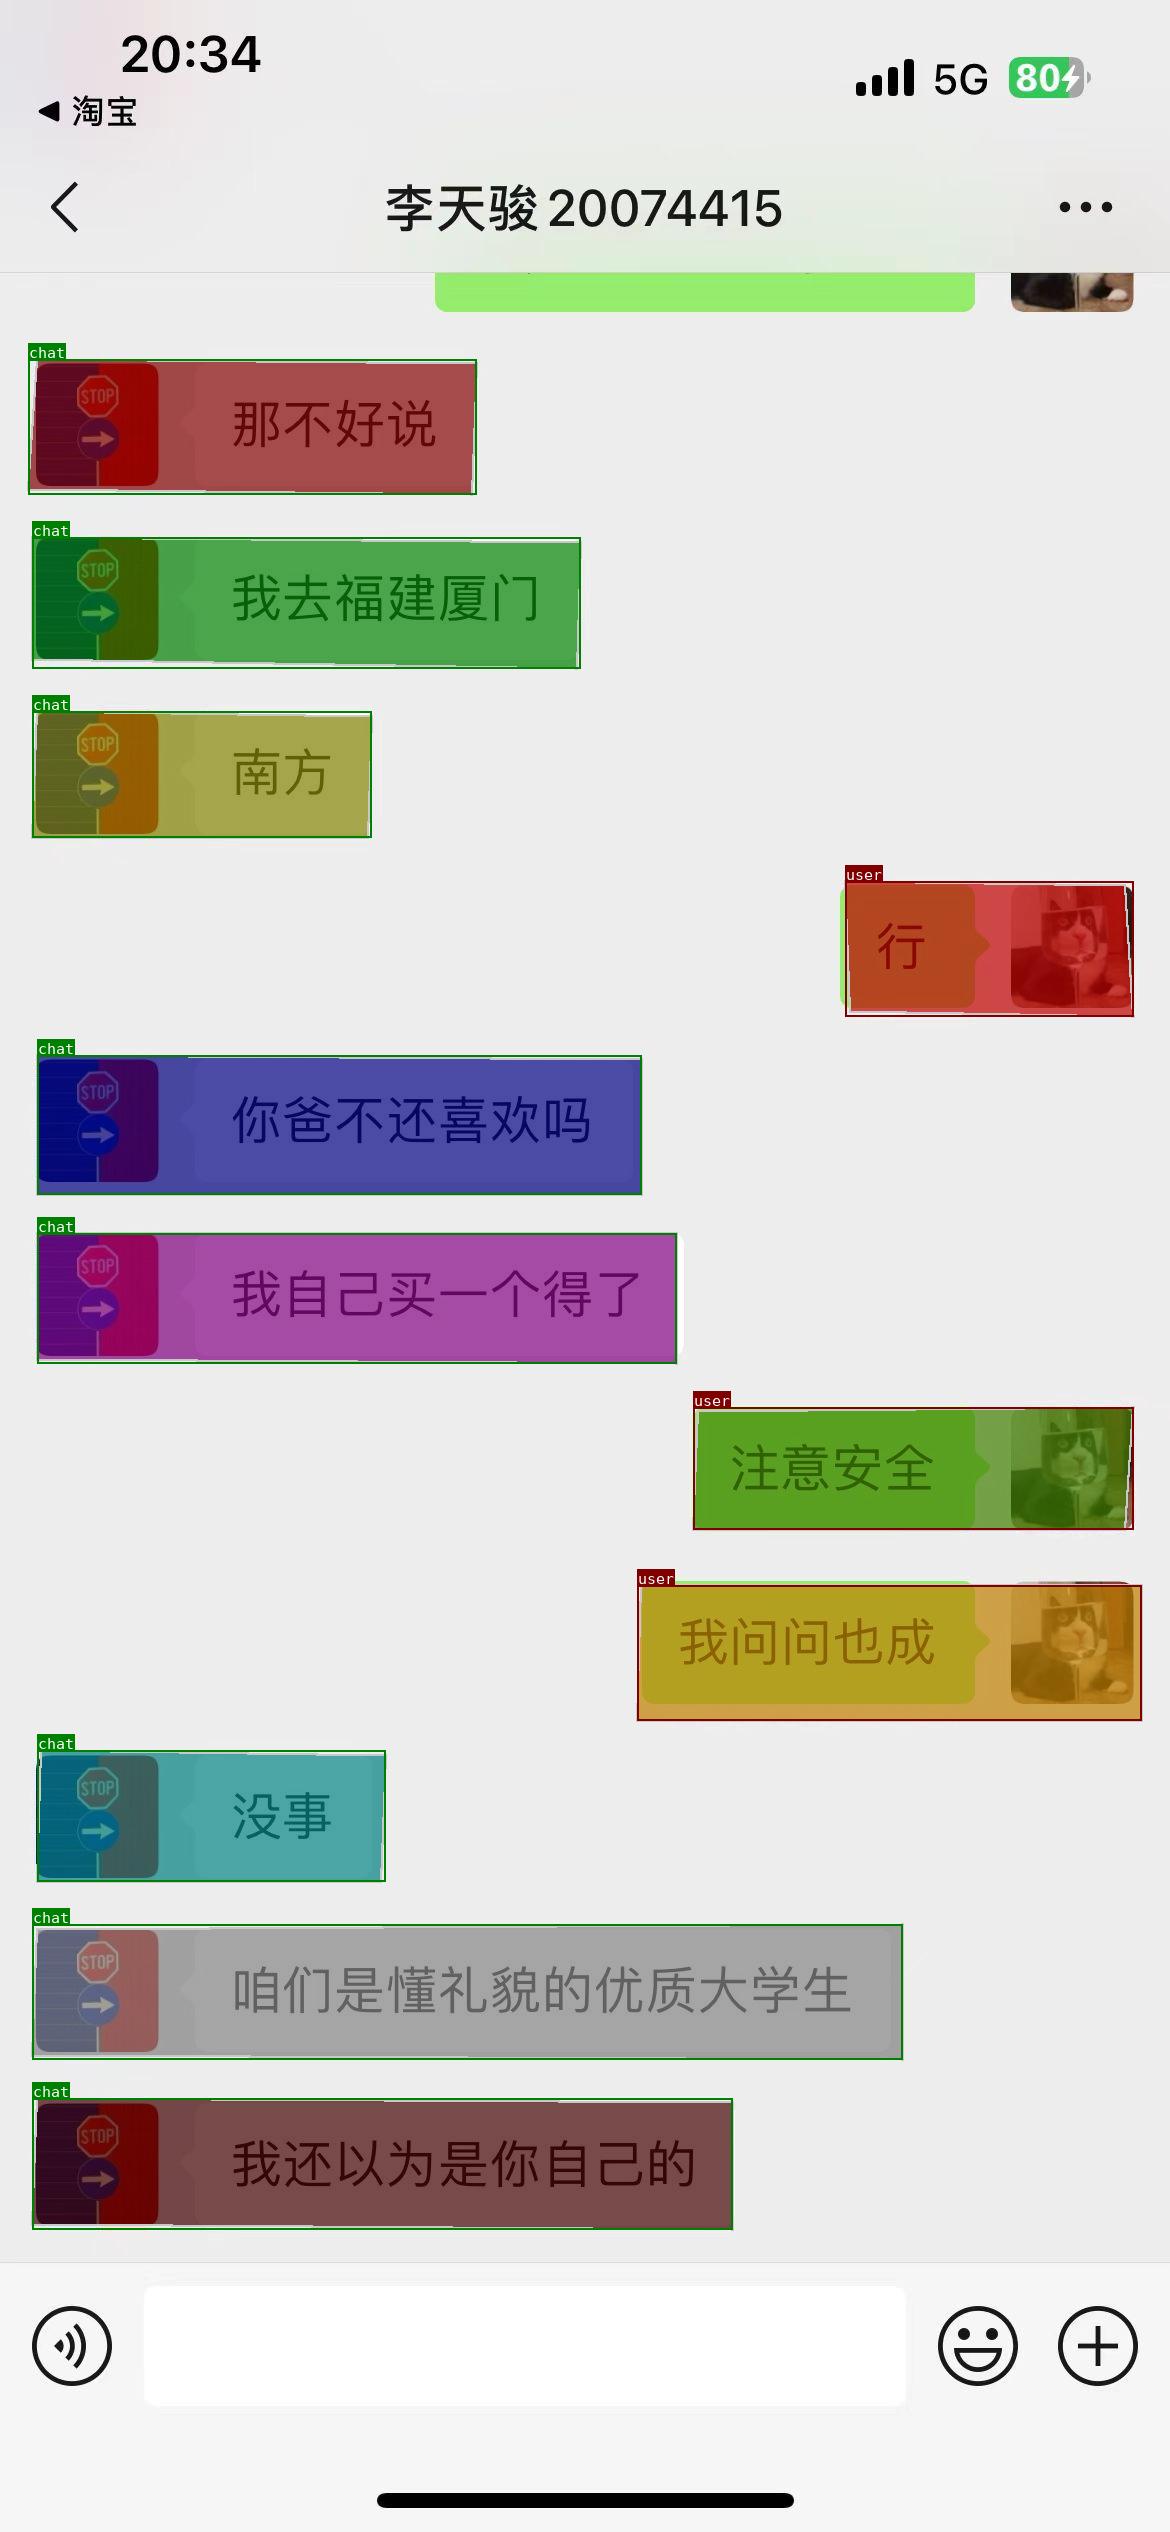 20:34
5G
80
淘宝
李天骏20074415
chat
STOP
那不好说
chat
STOP
我去福建厦门
chat
STOP
南方
user
行
chat
STOP
你爸不还喜欢吗
chat
STOP
我自己买一个得了
user
注意安全
user
我问问也成
chat
STOP
没事
chat
STOP
咱们是懂礼貌的优质大学生
chat
STOP
我还以为是你自己的